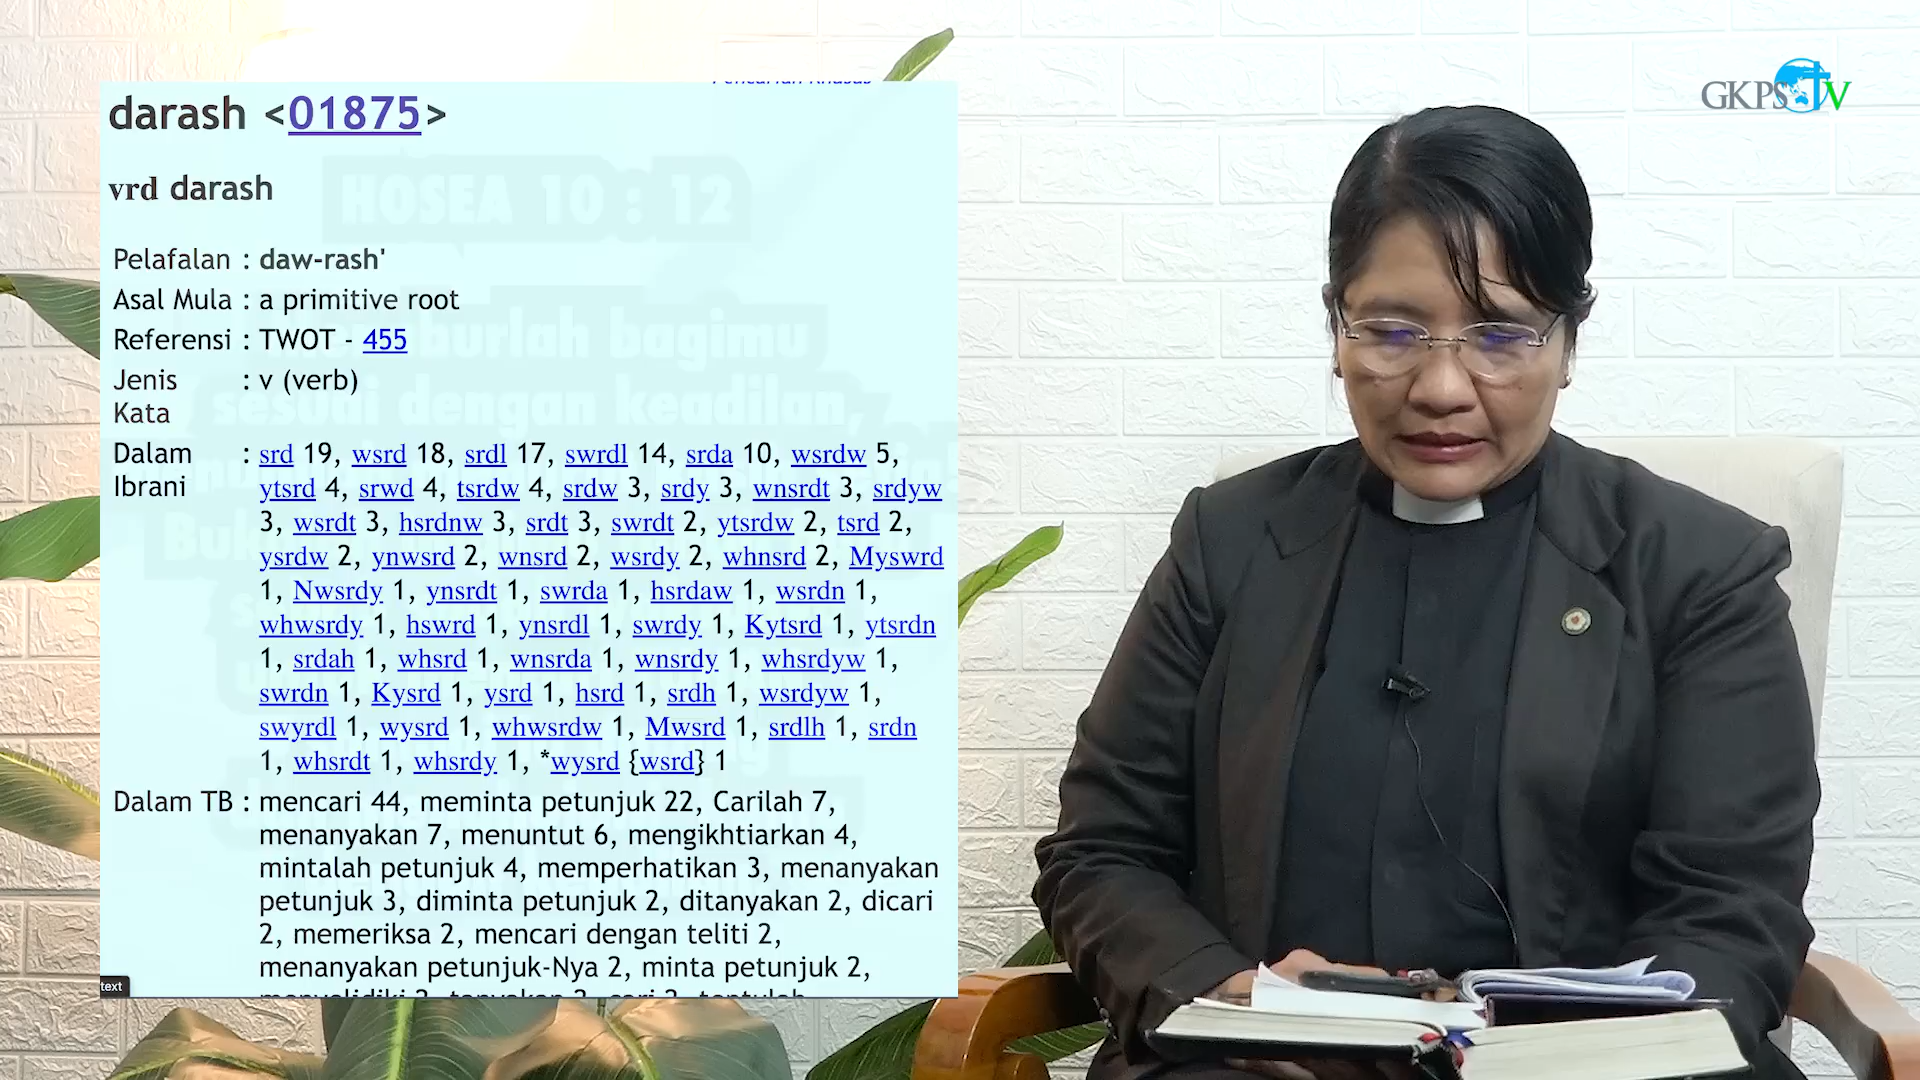 GKPS TV
darash <01875>
vrd darash
HOSEA 10 : 12
Pelafalan : daw-rash'
Asal Mula : a primitive root
Referensi : TWOT - 455
Jenis Kata : v (verb)
bagimu
sesuai dengan keadilan,
Dalam Ibrani : srd 19, wsrd 18, srdl 17, swrdl 14, srda 10, wsrdw 5,
ytsrd 4, srwd 4, tsrdw 4, srdw 3, srdy 3, wnsrdt 3, srdyw
3, wsrdt 3, hsrdnw 3, srdt 3, swrdt 2, ytsrdw 2, tsrd 2,
ysrdw 2, ynwsrd 2, wnsrd 2, wsrdy 2, whnsrd 2, Myswrd
1, Nwsrdy 1, ynsrdt 1, swrda 1, hsrdaw 1, wsrdn 1,
whwsrdy 1, hswrd 1, ynsrdl 1, swrdy 1, Kytsrd 1, ytsrdn
1, srdah 1, whsrd 1, wnsrda 1, wnsrdy 1, whsrdyw 1,
swrdn 1, Kysrd 1, ysrd 1, hsrd 1, srdh 1, wsrdyw 1,
swyrdl 1, wysrd 1, whwsrdw 1, Mwsrd 1, srdlh 1, srdn
1, whsrdt 1, whsrdy 1, *wysrd {wsrd} 1
Dalam TB : mencari 44, meminta petunjuk 22, Carilah 7,
menanyakan 7, menuntut 6, mengikhtiarkan 4,
mintalah petunjuk 4, memperhatikan 3, menanyakan
petunjuk 3, diminta petunjuk 2, ditanyakan 2, dicari
2, memeriksa 2, mencari dengan teliti 2,
menanyakan petunjuk-Nya 2, minta petunjuk 2,
text